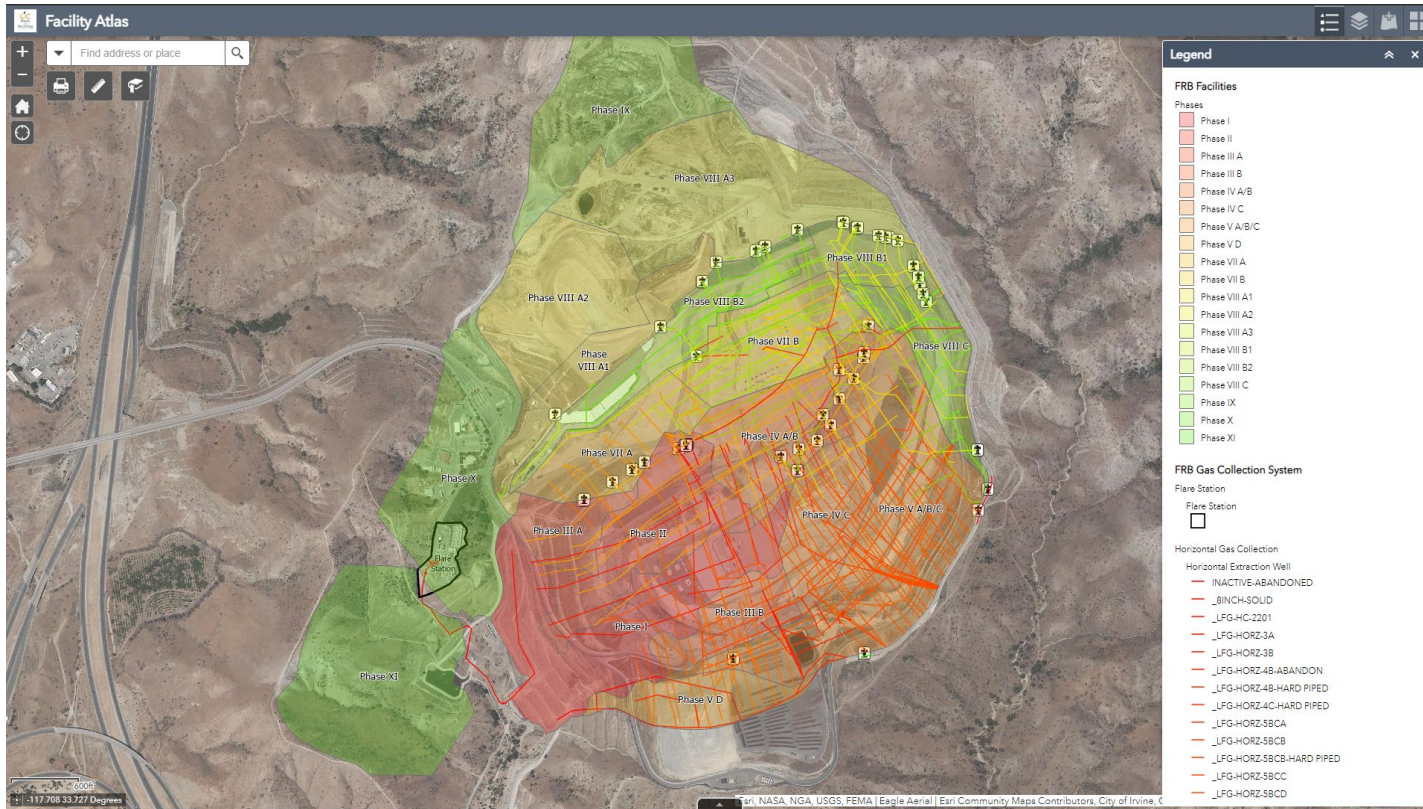 Facility Atlas
Find address or place
Legend
FRB Facilities
Phases
Phase I
Phase II
Phase III A
Phase III B
Phase IV A/B
Phase IV C
Phase V A/B/C
Phase V D
Phase VII A
Phase VII B
Phase VIII A1
Phase VIII A2
Phase VIII A3
Phase VIII B1
Phase VIII B2
Phase VIII C
Phase IX
Phase X
Phase XI
FRB Gas Collection System
Flare Station
Flare Station
Horizontal Gas Collection
Horizontal Extraction Well
INACTIVE-ABANDONED
_8INCH-SOLID
_LFG-HC-2201
_LFG-HORZ-3A
_LFG-HORZ-3B
_LFG-HORZ-4B-ABANDON
_LFG-HORZ-4B-HARD PIPED
_LFG-HORZ-4C-HARD PIPED
_LFG-HORZ-5BCA
_LFG-HORZ-5BCB
_LFG-HORZ-5BCB-HARD PIPED
_LFG-HORZ-5BCC
_LFG-HORZ-5BCD
Phase IX
Phase VIII A3
Phase VIII B1
Phase VIII A2
Phase VIII B2
Phase VII B
Phase VIII C
Phase
VIII A1
Phase IV A/B
Phase VII A
Phase X
Phase IV C
Phase V A/B/C
Phase III A
Phase II
Flare
Station
Phase III B
Phase I
Phase XI
Phase V D
600ft
-117.708 33.727 Degrees
Esri, NASA, NGA, USGS, FEMA | Eagle Aerial | Esri Community Maps Contributors, City of Irvine, C